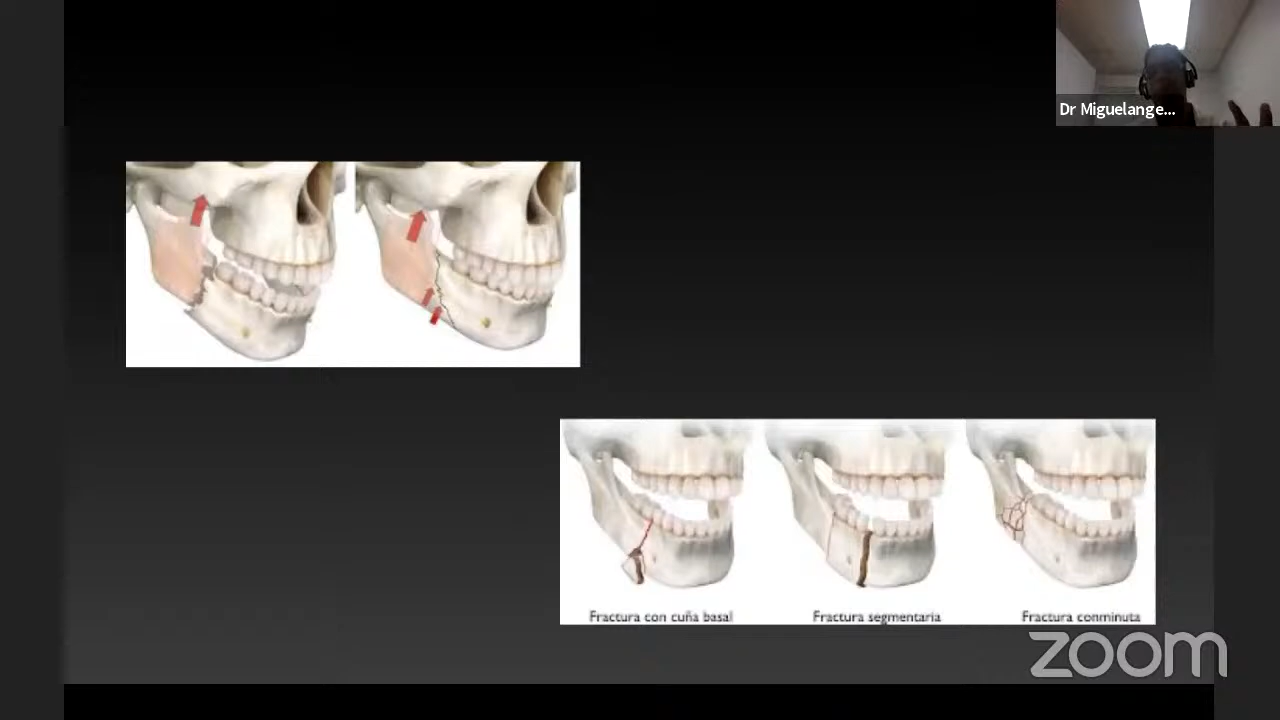 Dr Miguelange...
Fractura con cuña basal
Fractura segmentaria
Fractura conminuta
zoom